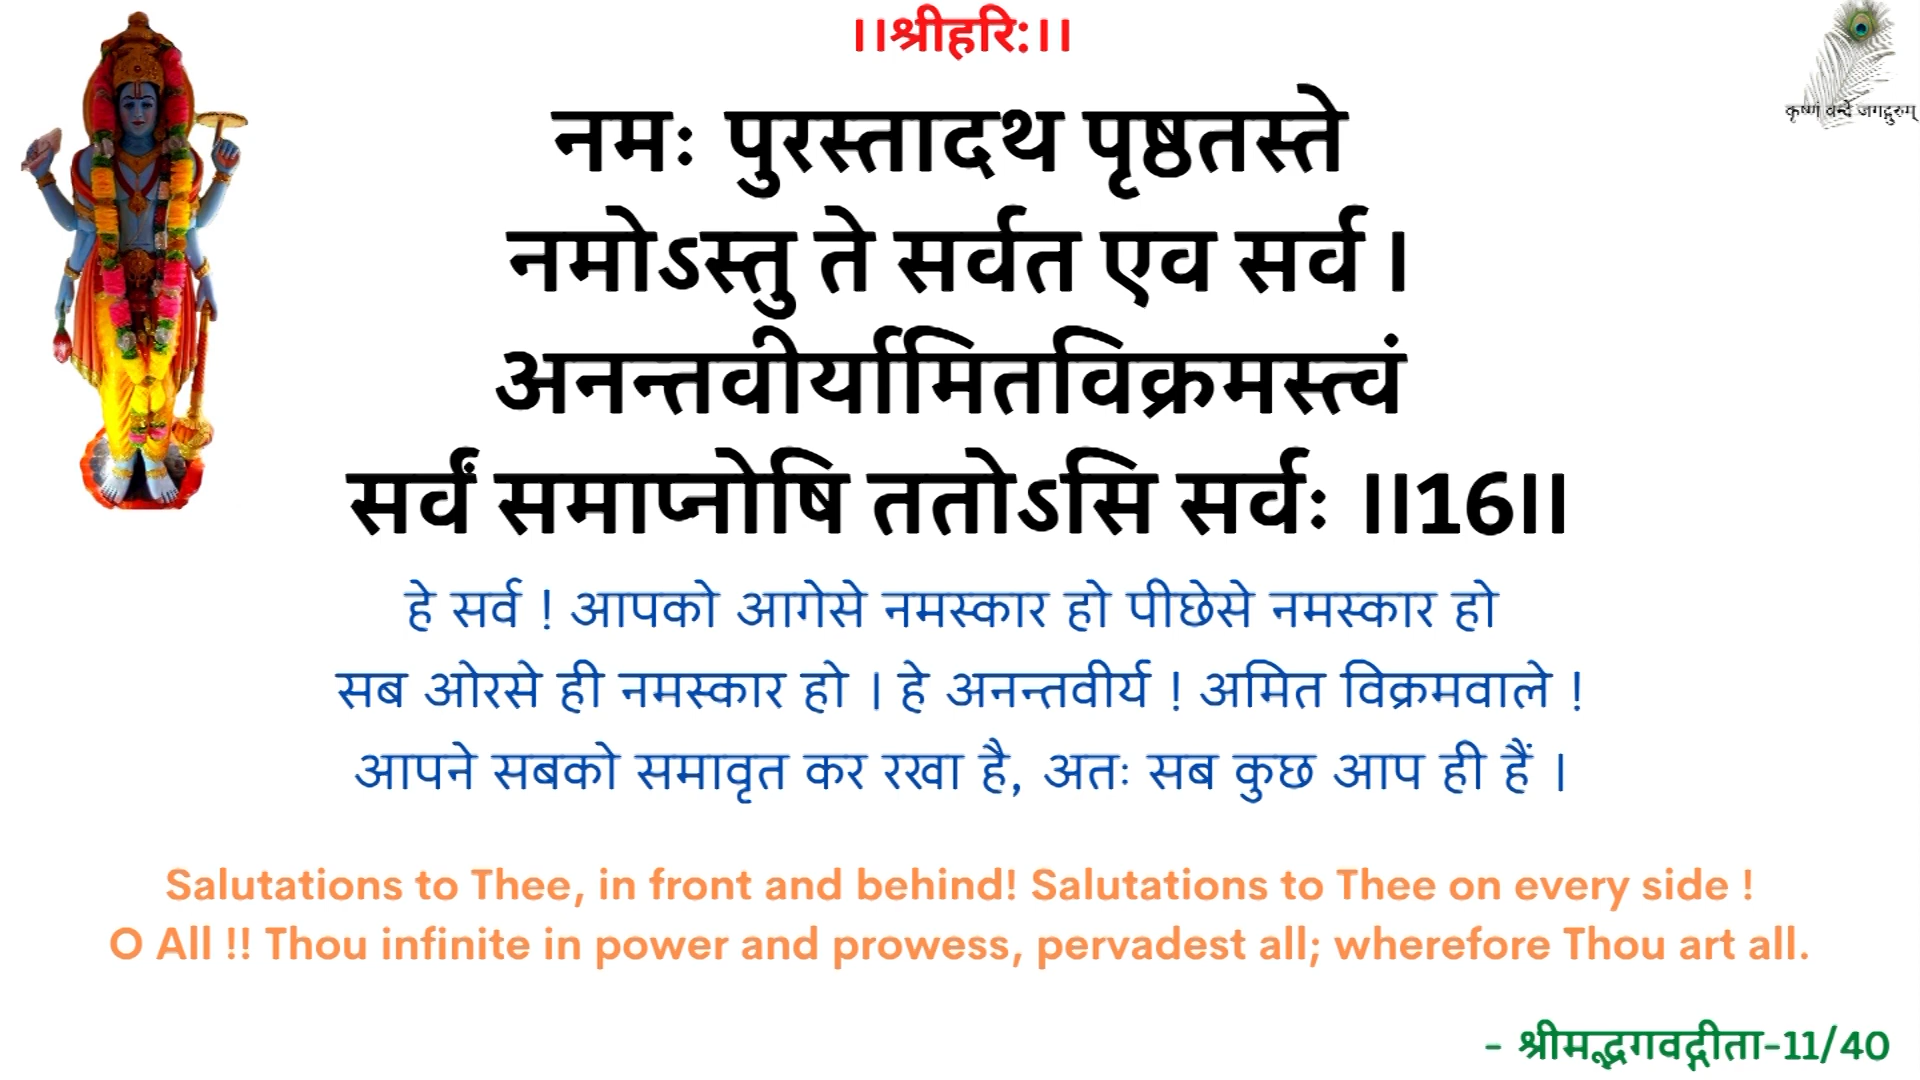 ।।श्रीहरि:।।
कृष्णं वन्दे जगद्गुरुम्
नमः पुरस्तादथ पृष्ठतस्ते
नमोऽस्तु ते सर्वत एव सर्व ।
अनन्तवीर्यामितविक्रमस्त्वं
सर्वं समाप्नोषि ततोऽसि सर्वः ॥16॥
हे सर्व ! आपको आगेसे नमस्कार हो पीछेसे नमस्कार हो
सब ओरसे ही नमस्कार हो । हे अनन्तवीर्य ! अमित विक्रमवाले !
आपने सबको समावृत कर रखा है, अतः सब कुछ आप ही हैं ।
Salutations to Thee, in front and behind! Salutations to Thee on every side !
O All !! Thou infinite in power and prowess, pervadest all; wherefore Thou art all.
- श्रीमद्भगवद्गीता-11/40